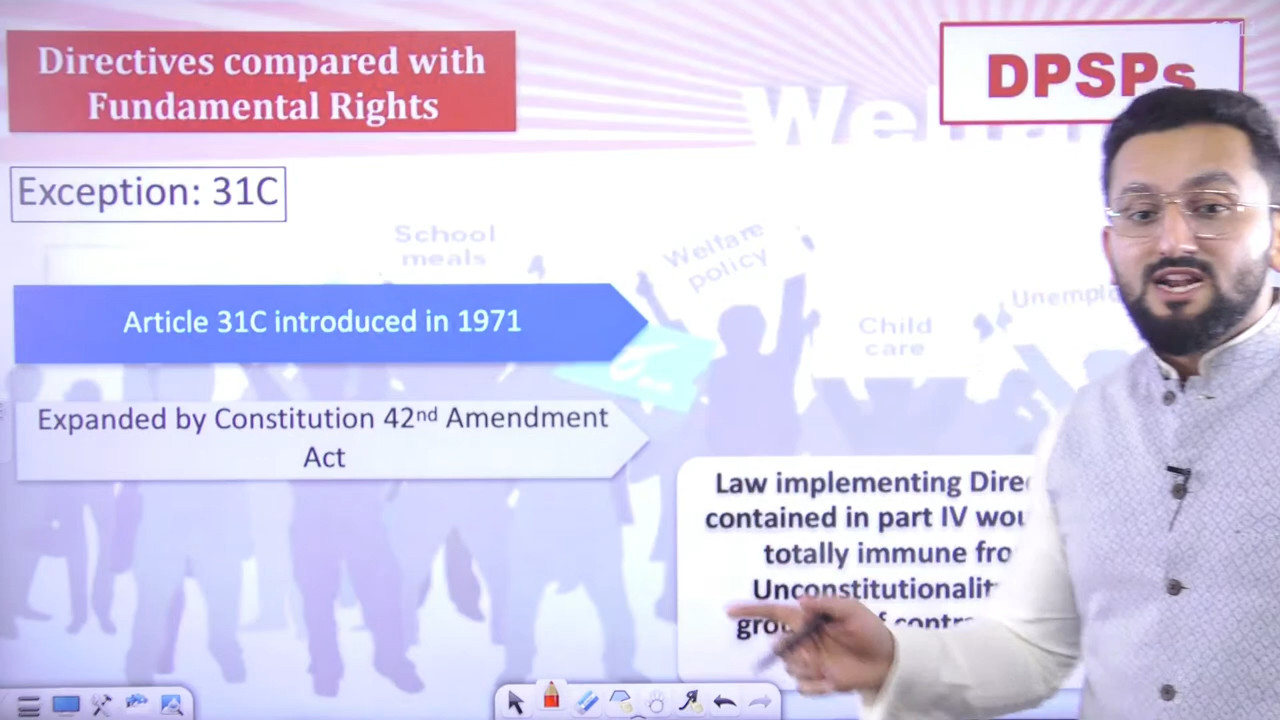 Directives compared with
Fundamental Rights
DPSPs
Exception: 31C
School
meals
Welfare
policy
Child
care
Article 31C introduced in 1971
Expanded by Constitution 42nd Amendment
Act
Law implementing
contained in part IV
totally immune